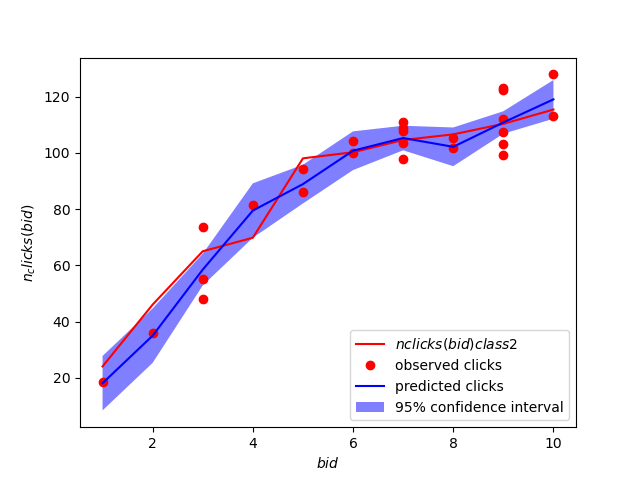 120
100
80
60
40
20
n_clicks(bid)
2
4
6
8
10
bid
nclicks(bid)class2
observed clicks
predicted clicks
95% confidence interval